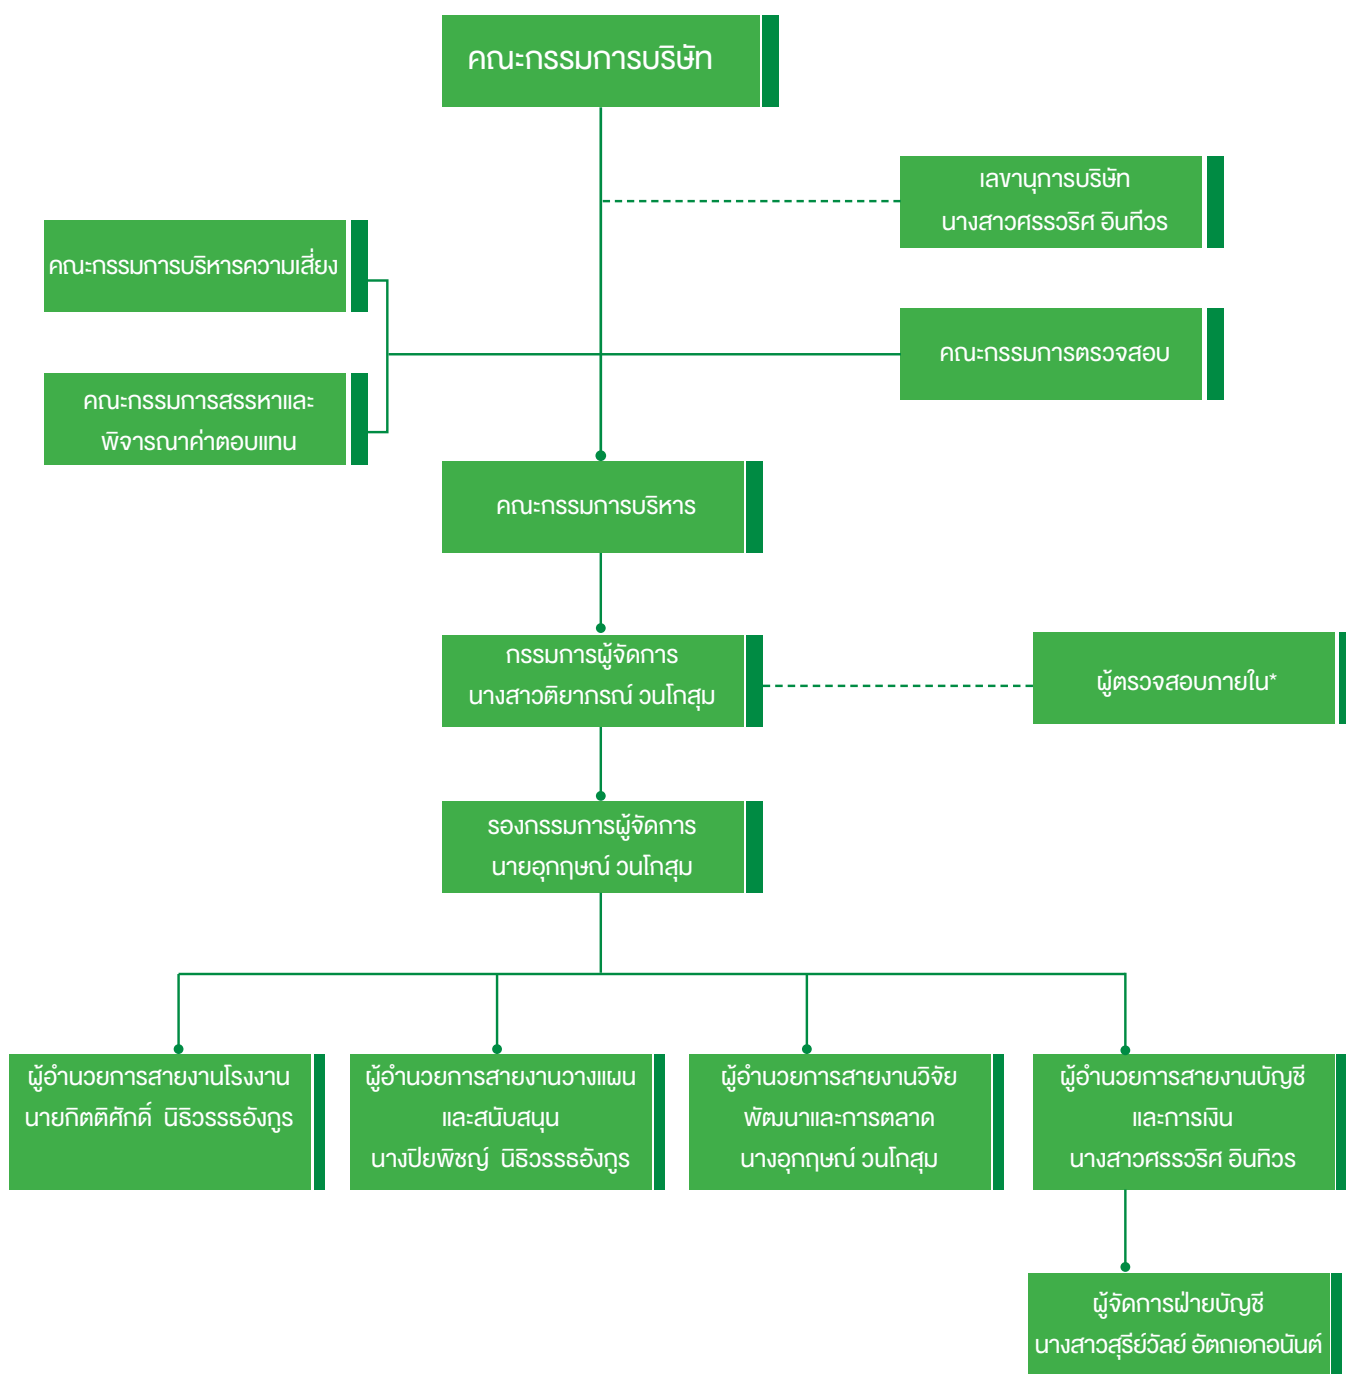 คณะกรรมการบริษัท
เลขานุการบริษัท
นางสาวศรรวริศ อินทีวร
คณะกรรมการบริหารความเสี่ยง
คณะกรรมการตรวจสอบ
คณะกรรมการสรรหาและ
พิจารณาค่าตอบแทน
คณะกรรมการบริหาร
กรรมการผู้จัดการ
นางสาวติยาภรณ์ วนโกสุม
ผู้ตรวจสอบภายใน*
รองกรรมการผู้จัดการ
นายอุกฤษณ์ วนโกสุม
ผู้อำนวยการสายงานโรงงาน
นายกิตติศักดิ์ นิธิวรรธอังกูร
ผู้อำนวยการสายงานวางแผน
และสนับสนุน
นางปิยพิชญ์ นิธิวรรธอังกูร
ผู้อำนวยการสายงานวิจัย
พัฒนาและการตลาด
นางอุกฤษณ์ วนโกสุม
ผู้อำนวยการสายงานบัญชี
และการเงิน
นางสาวศรรวริศ อินทิวร
ผู้จัดการฝ่ายบัญชี
นางสาวสุรีย์วัลย์ อัตถเอกอนันต์